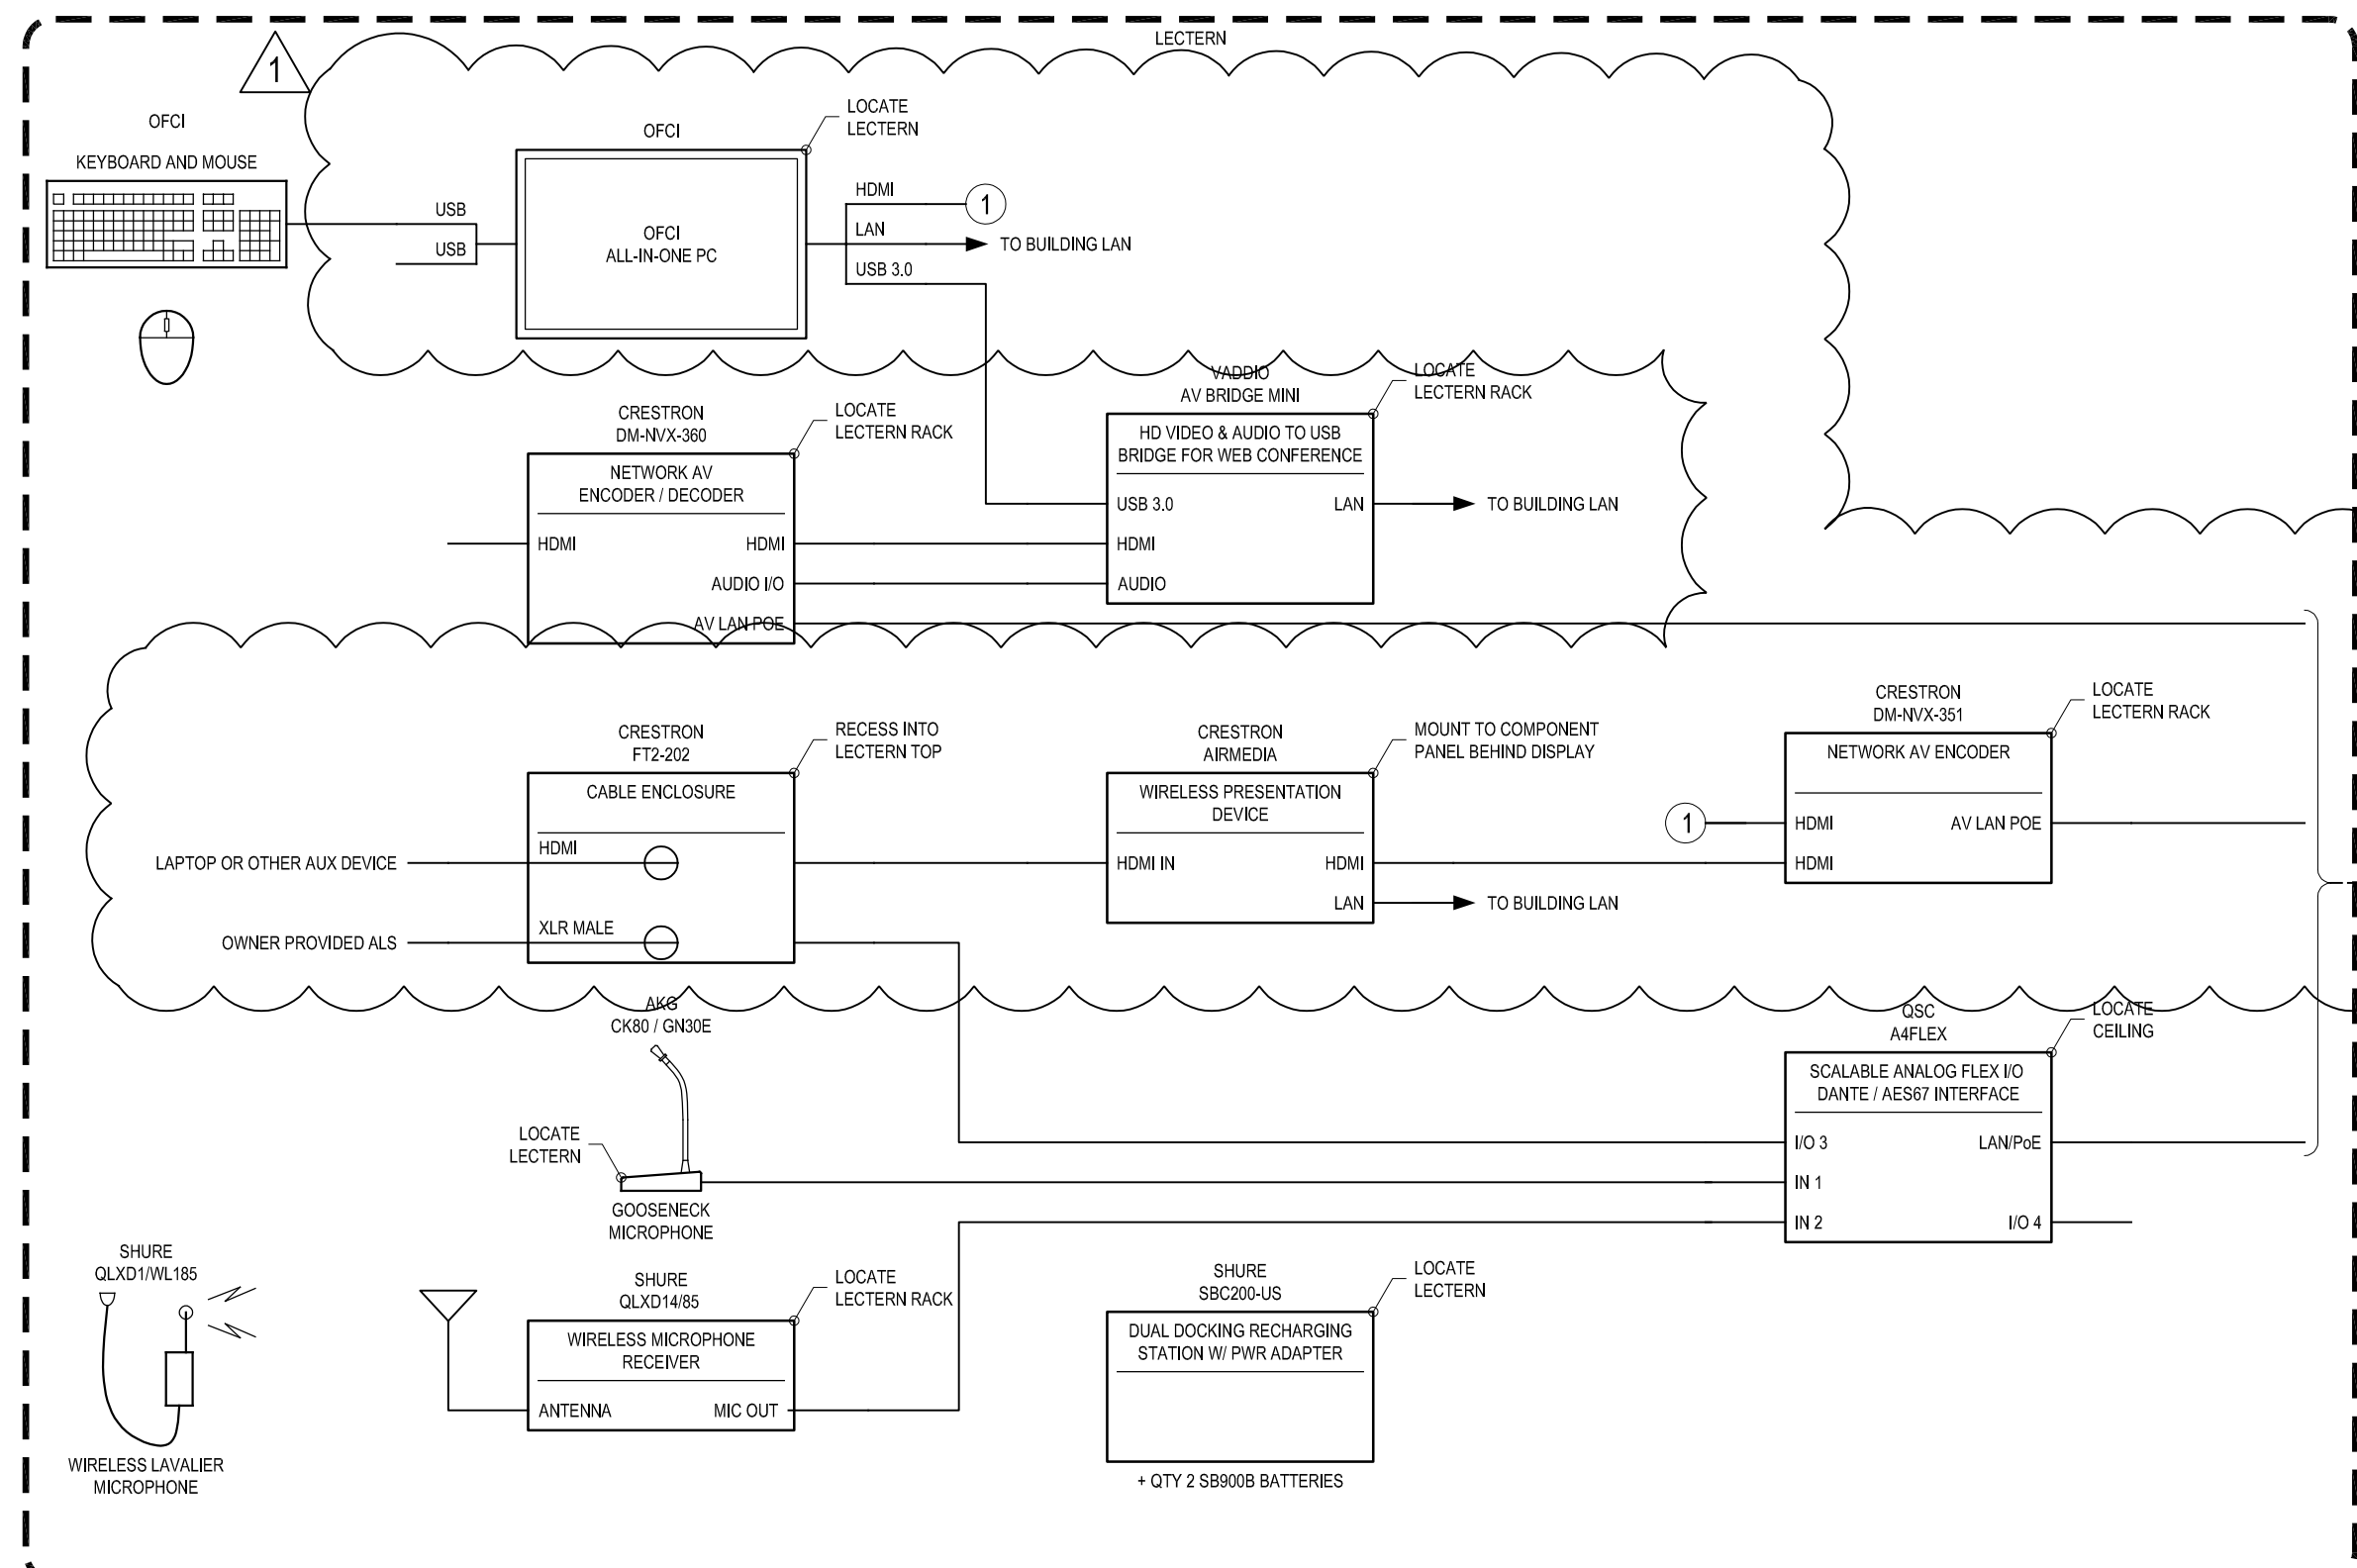 LECTERN
1
OFCI
KEYBOARD AND MOUSE
USB
USB
OFCI
OFCI
ALL-IN-ONE PC
LOCATE
LECTERN
HDMI
1
LAN
TO BUILDING LAN
USB 3.0
CRESTRON
DM-NVX-360
LOCATE
LECTERN RACK
NETWORK AV
ENCODER / DECODER
HDMI
HDMI
AUDIO I/O
AV LAN POE
VADDIO
AV BRIDGE MINI
LOCATE
LECTERN RACK
HD VIDEO & AUDIO TO USB
BRIDGE FOR WEB CONFERENCE
USB 3.0
LAN
TO BUILDING LAN
HDMI
AUDIO
CRESTRON
FT2-202
RECESS INTO
LECTERN TOP
CABLE ENCLOSURE
HDMI
LAPTOP OR OTHER AUX DEVICE
XLR MALE
OWNER PROVIDED ALS
CRESTRON
AIRMEDIA
MOUNT TO COMPONENT
PANEL BEHIND DISPLAY
WIRELESS PRESENTATION
DEVICE
HDMI IN
HDMI
LAN
TO BUILDING LAN
CRESTRON
DM-NVX-351
LOCATE
LECTERN RACK
NETWORK AV ENCODER
1
HDMI
AV LAN POE
HDMI
AKG
CK80 / GN30E
LOCATE
LECTERN
GOOSENECK
MICROPHONE
QSC
A4FLEX
LOCATE
CEILING
SCALABLE ANALOG FLEX I/O
DANTE / AES67 INTERFACE
I/O 3
LAN/PoE
IN 1
IN 2
I/O 4
SHURE
QLXD1/WL185
WIRELESS LAVALIER
MICROPHONE
SHURE
QLXD14/85
LOCATE
LECTERN RACK
WIRELESS MICROPHONE
RECEIVER
ANTENNA
MIC OUT
SHURE
SBC200-US
LOCATE
LECTERN
DUAL DOCKING RECHARGING
STATION W/ PWR ADAPTER
+ QTY 2 SB900B BATTERIES